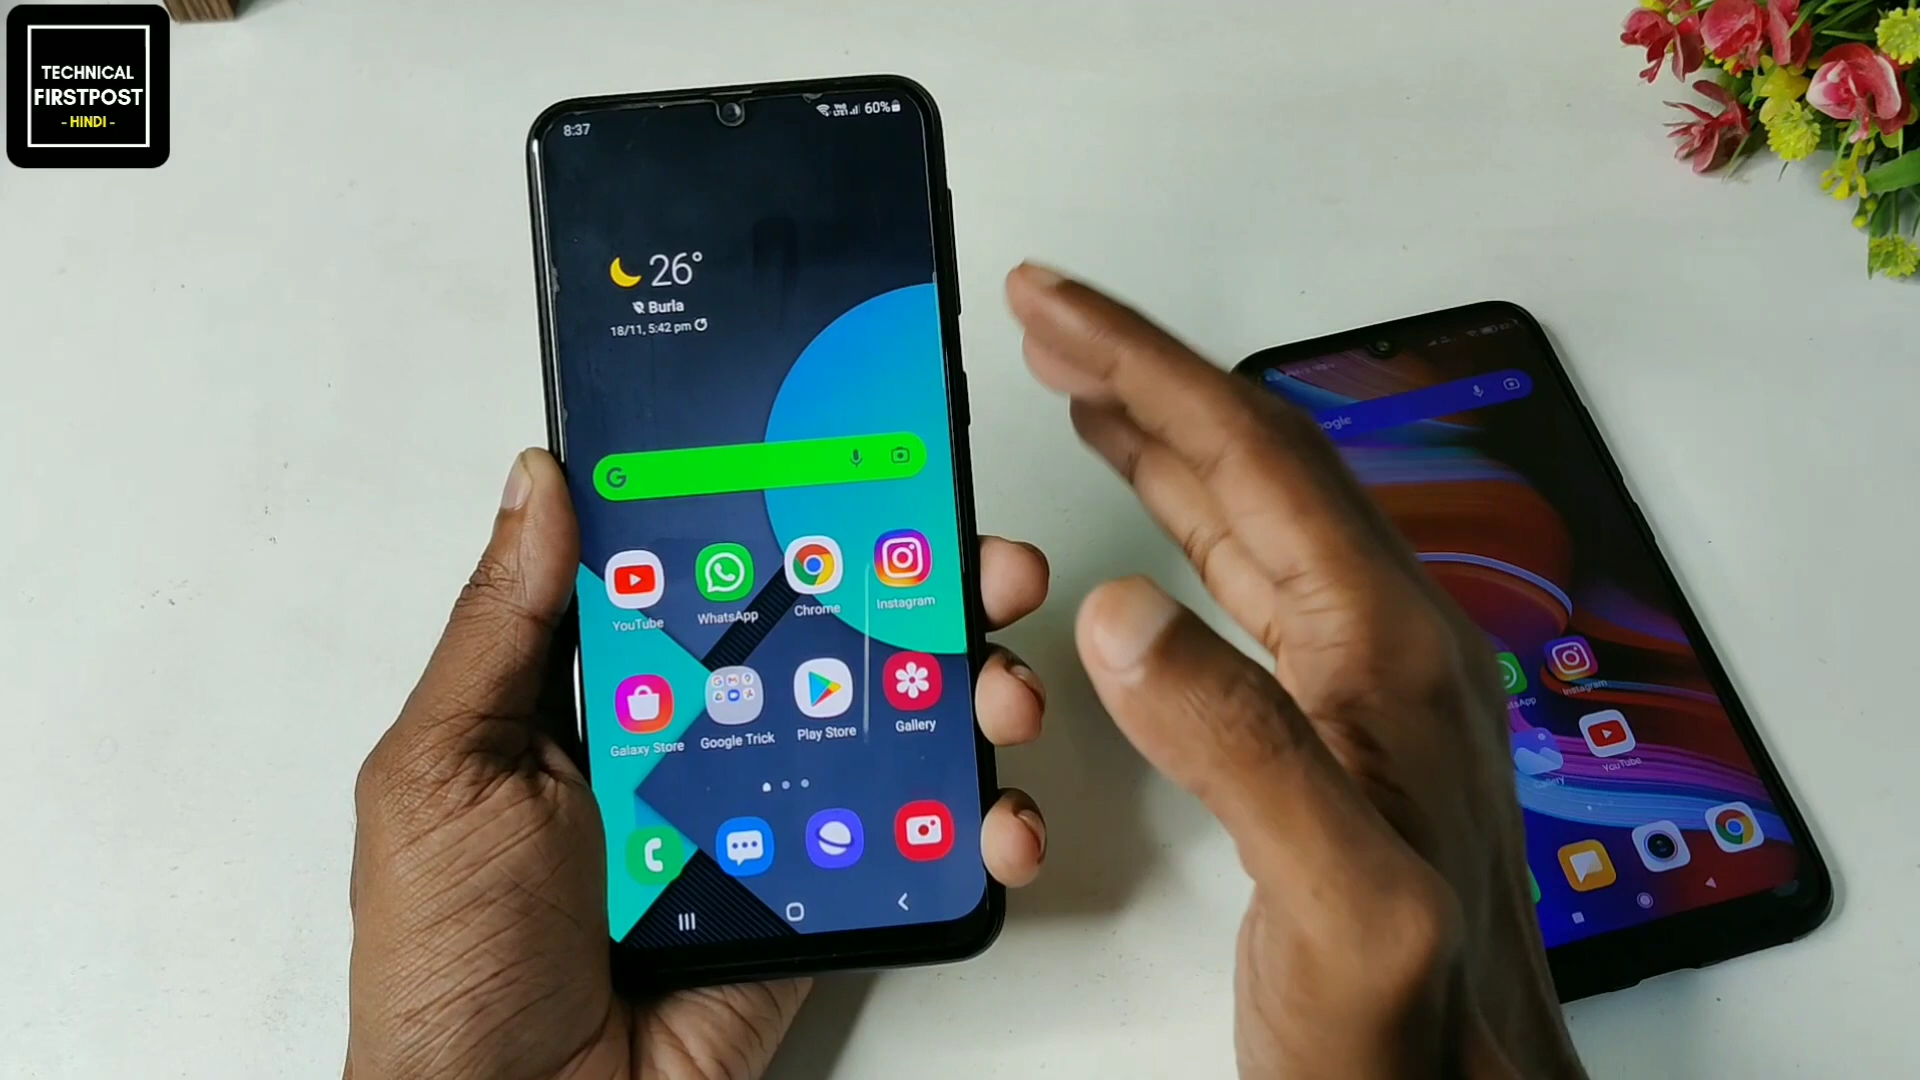 TECHNICAL
FIRSTPOST
- HINDI -
8:37
60%
26°
Burla
18/11, 5:42 pm
YouTube
WhatsApp
Chrome
Instagram
Galaxy Store
Google Trick
Play Store
Gallery
Instagram
YouTube
Gallery